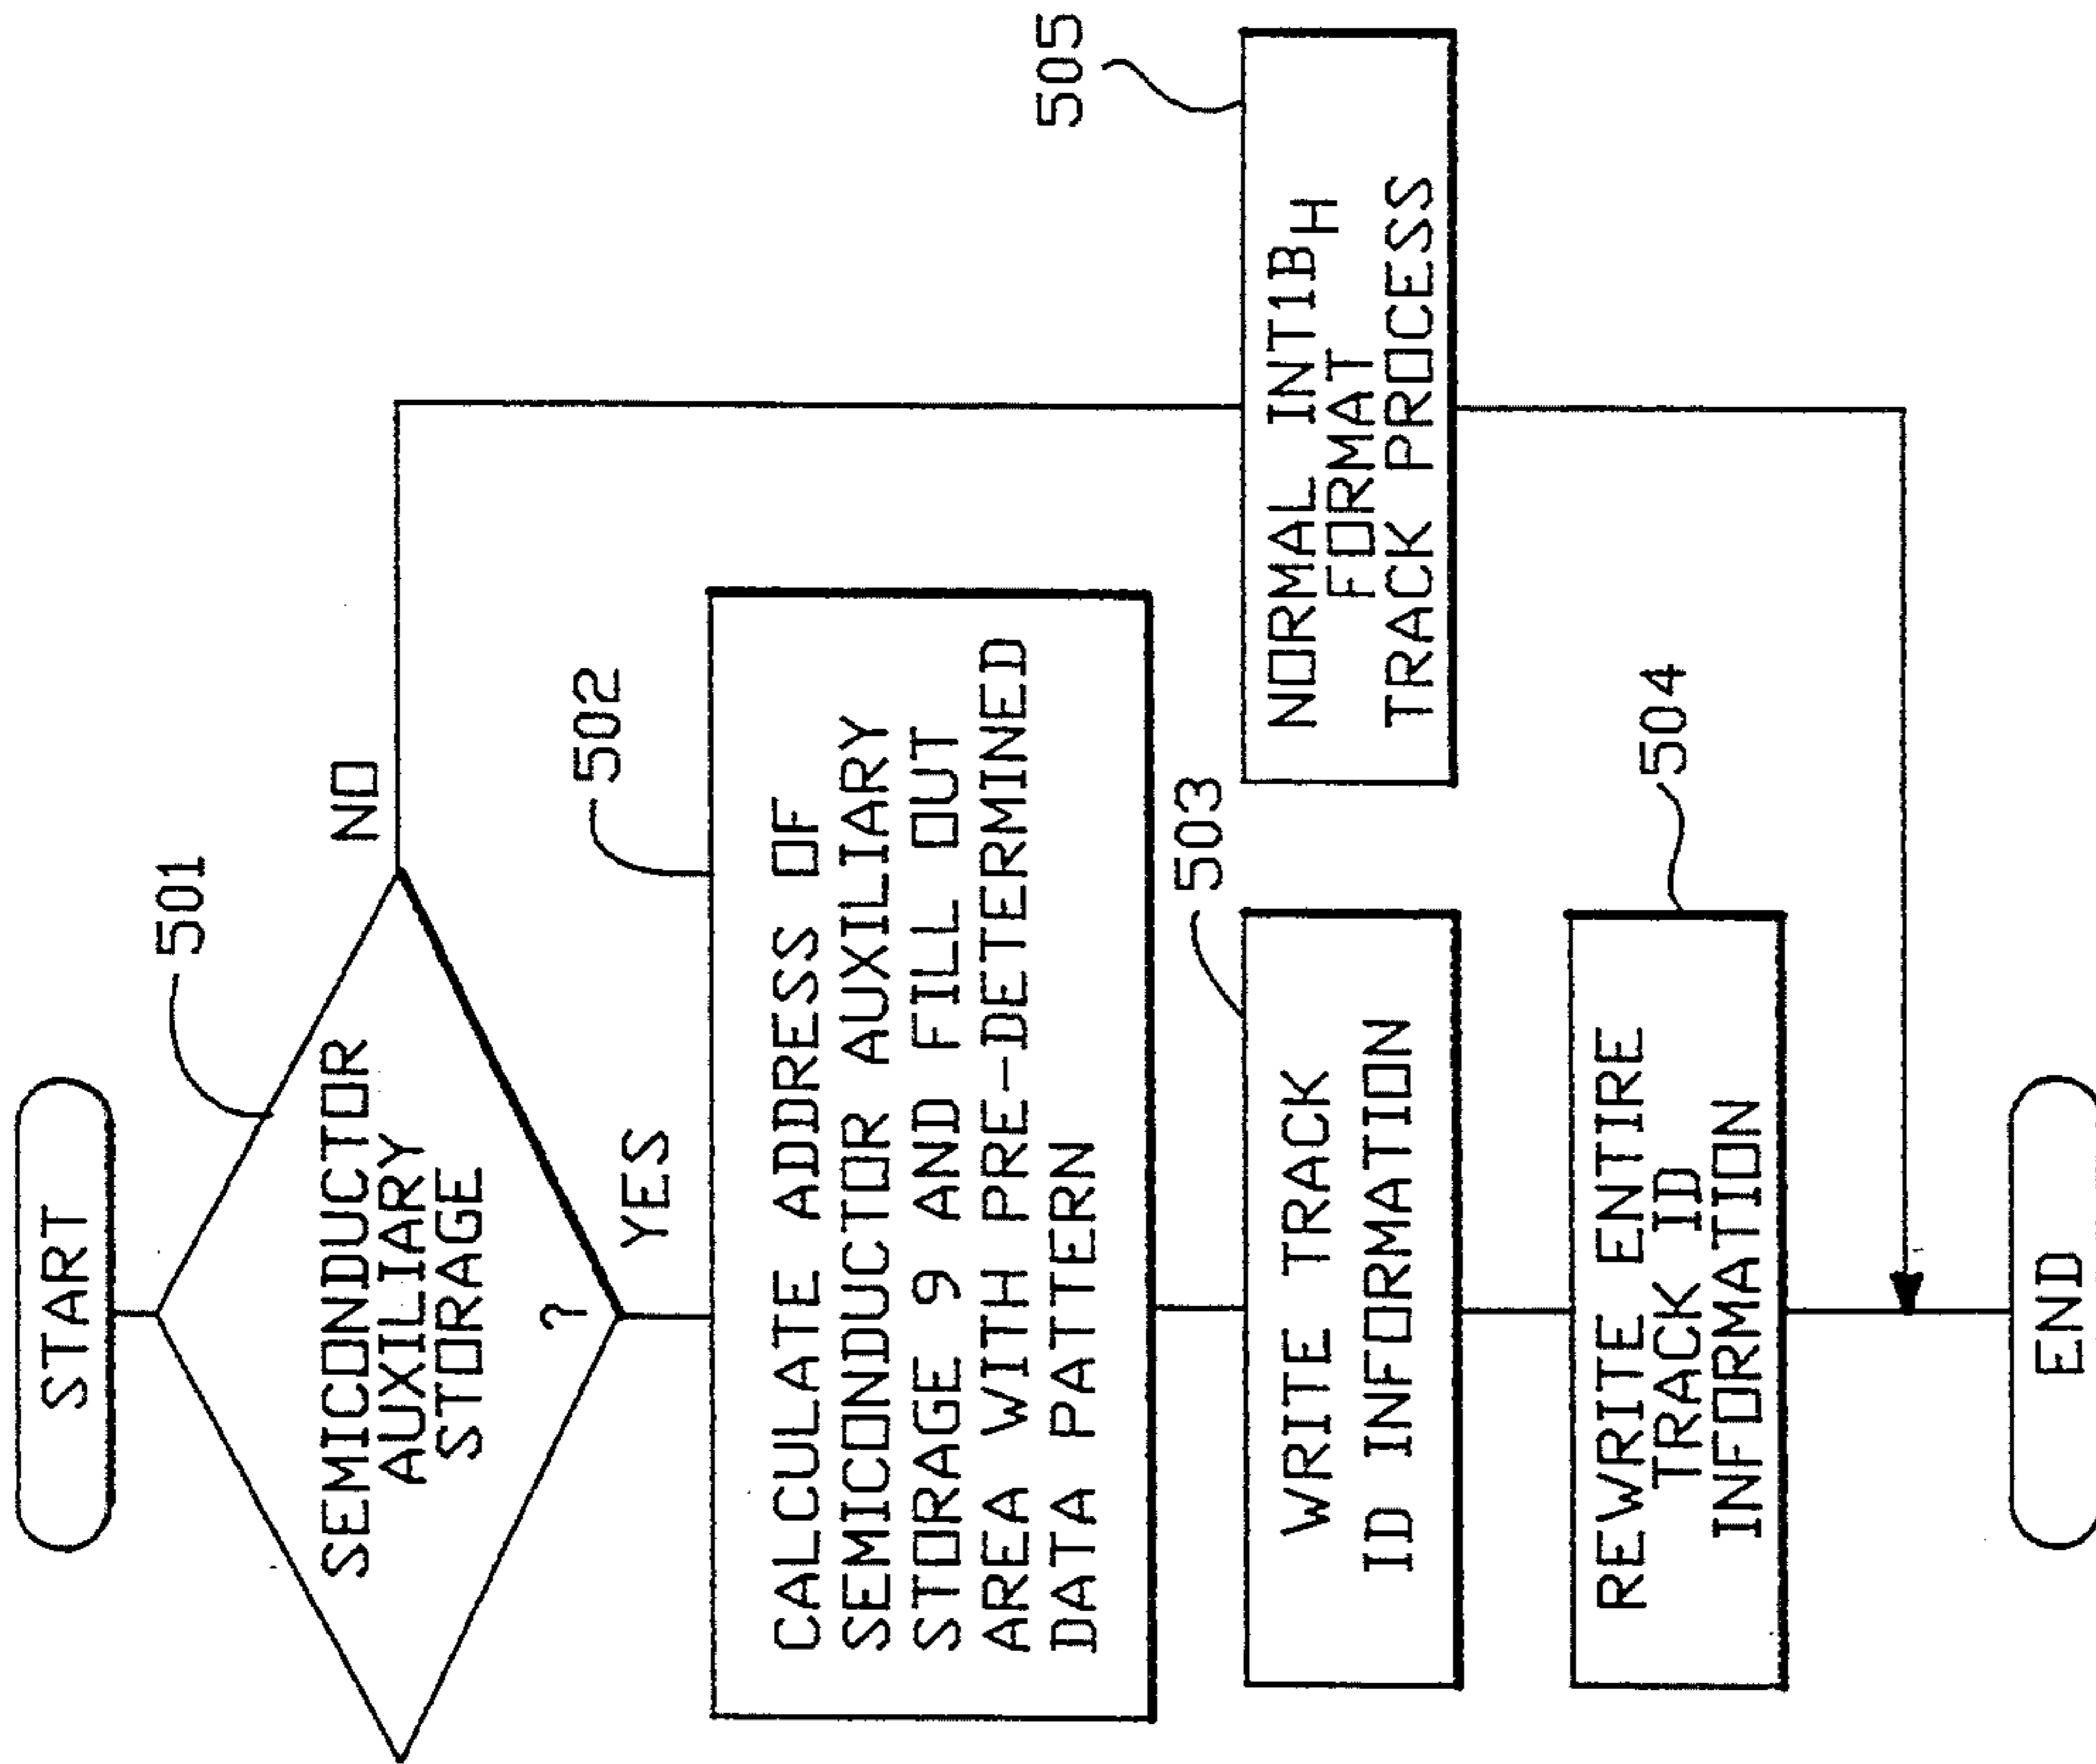 START
501
SEMICONDUCTOR
AUXILIARY
STORAGE
?
NO
YES
502
CALCULATE ADDRESS OF
SEMICONDUCTOR AUXILIARY
STORAGE 9 AND FILL OUT
AREA WITH PRE-DETERMINED
DATA PATTERN
503
WRITE TRACK
ID INFORMATION
505
NORMAL INT1BH
FORMAT
TRACK PROCESS
504
REWRITE ENTIRE
TRACK ID
INFORMATION
END